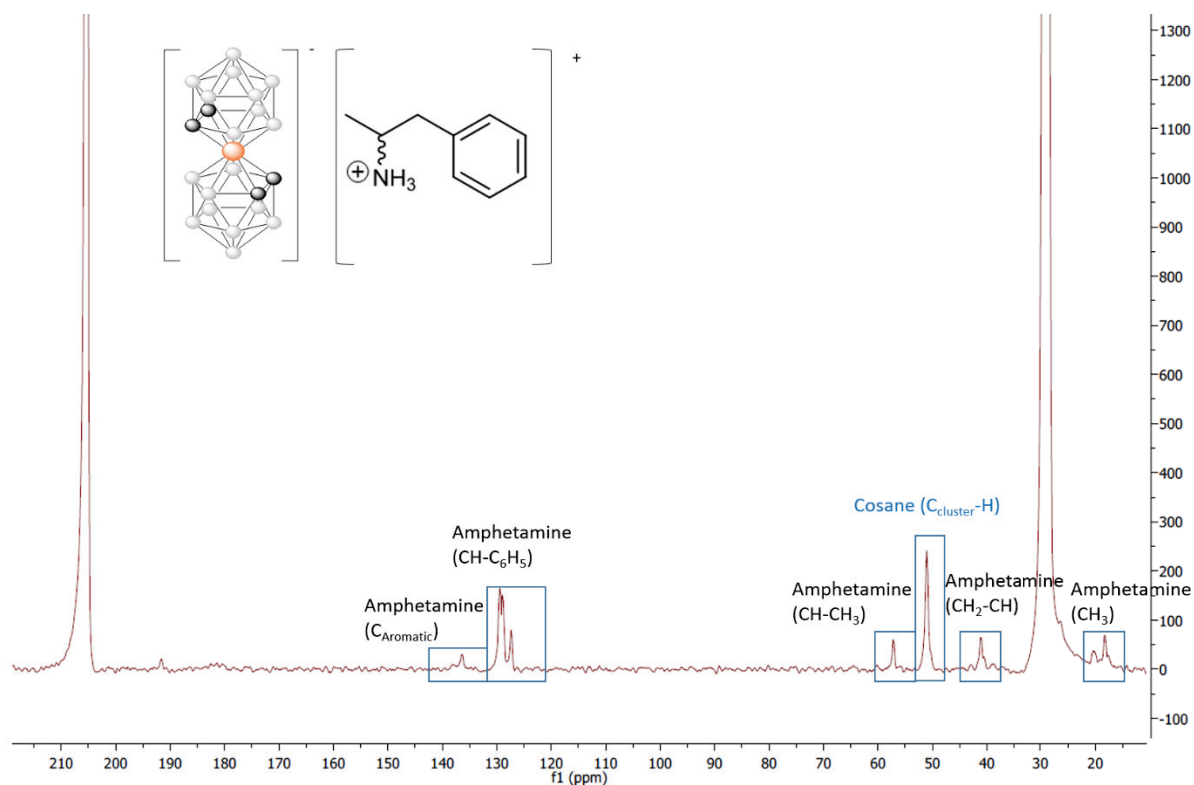 -
+
⊕NH₃
Cosane (C_cluster-H)
Amphetamine
(CH-C₆H₅)
Amphetamine
(C_Aromatic)
Amphetamine
(CH-CH₃)
Amphetamine
(CH₂-CH)
Amphetamine
(CH₃)
1300
1200
1100
1000
900
800
700
600
500
400
300
200
100
0
-100
210 200 190 180 170 160 150 140 130 120 110 100 90 80 70 60 50 40 30 20
f1 (ppm)